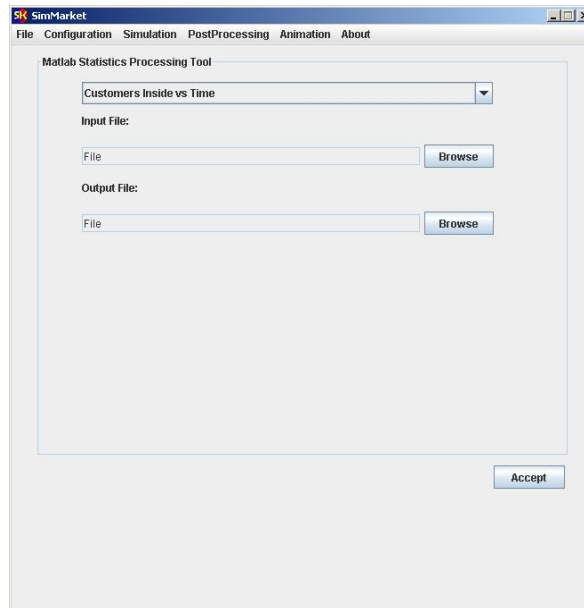 SK SimMarket
File Configuration Simulation PostProcessing Animation About
Matlab Statistics Processing Tool
Customers Inside vs Time
Input File:
File Browse
Output File:
File Browse
Accept